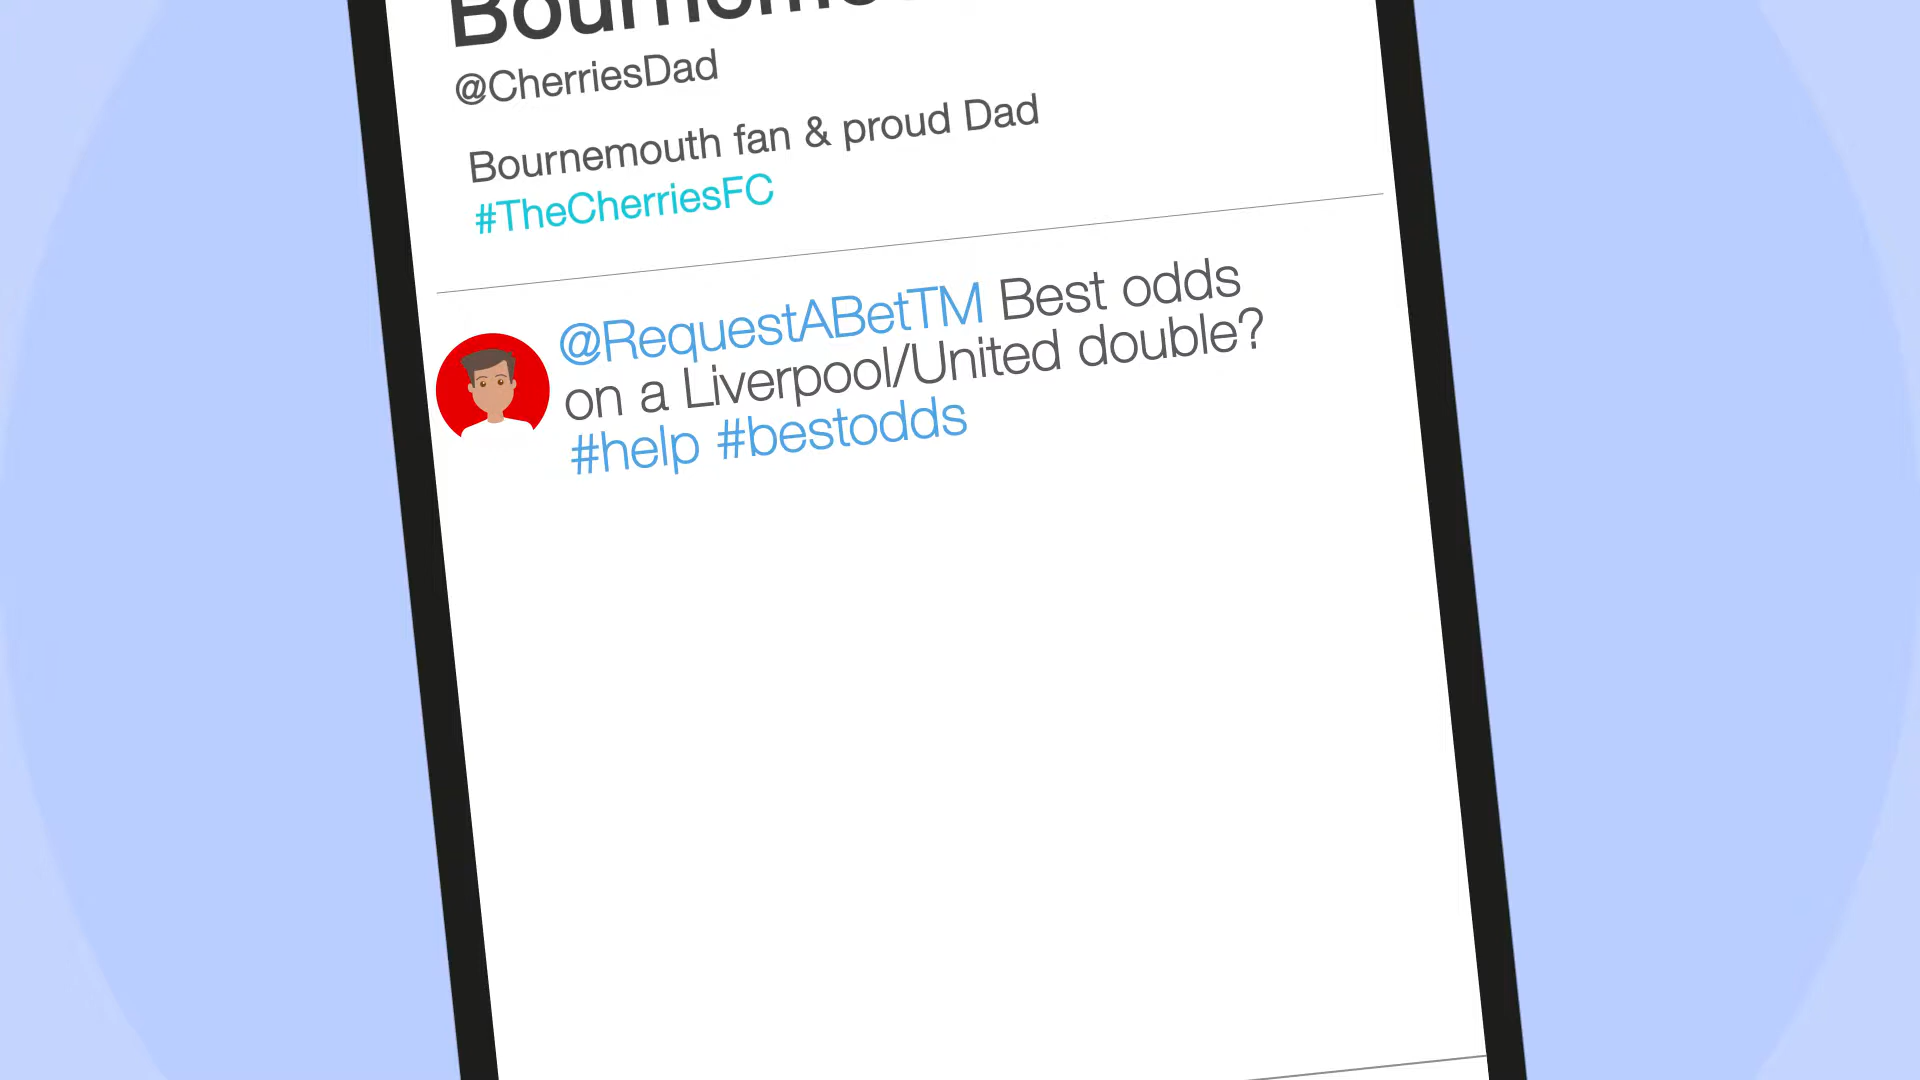 @CherriesDad
Bournemouth fan & proud Dad
#TheCherriesFC
@RequestABetTM Best odds
on a Liverpool/United double?
#help #bestodds